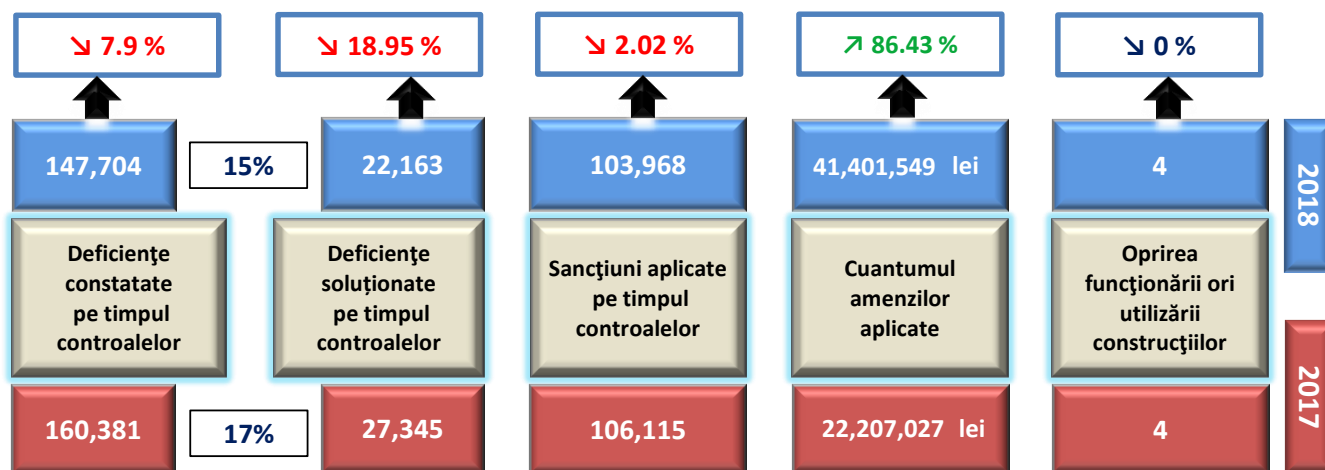 ↘ 7.9 %
↘ 18.95 %
↘ 2.02 %
↗ 86.43 %
↘ 0 %
147,704
15%
22,163
103,968
41,401,549 lei
4
2018
Deficienţe
constatate
pe timpul
controalelor
Deficienţe
soluționate
pe timpul
controalelor
Sancţiuni aplicate
pe timpul
controalelor
Cuantumul
amenzilor
aplicate
Oprirea
funcţionării ori
utilizării
construcţiilor
160,381
17%
27,345
106,115
22,207,027 lei
4
2017